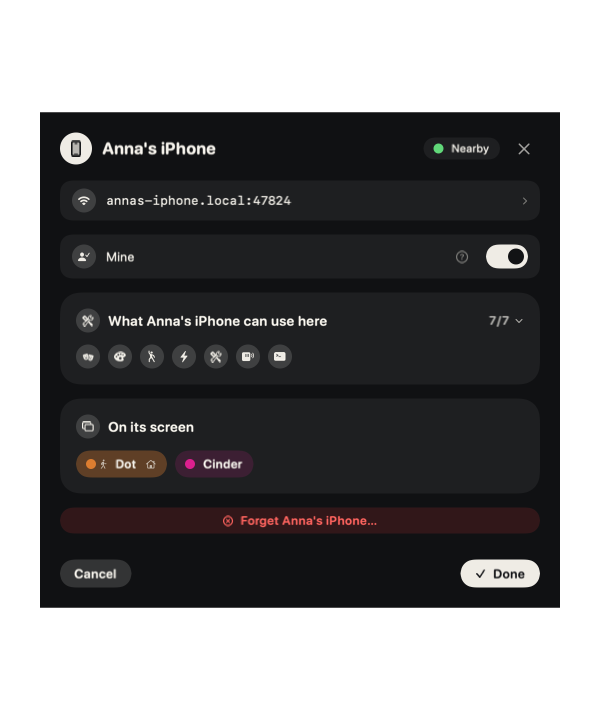 Anna's iPhone
Nearby
annas-iphone.local:47824
Mine
What Anna's iPhone can use here
7/7
On its screen
Dot
Cinder
Forget Anna's iPhone...
Cancel
Done